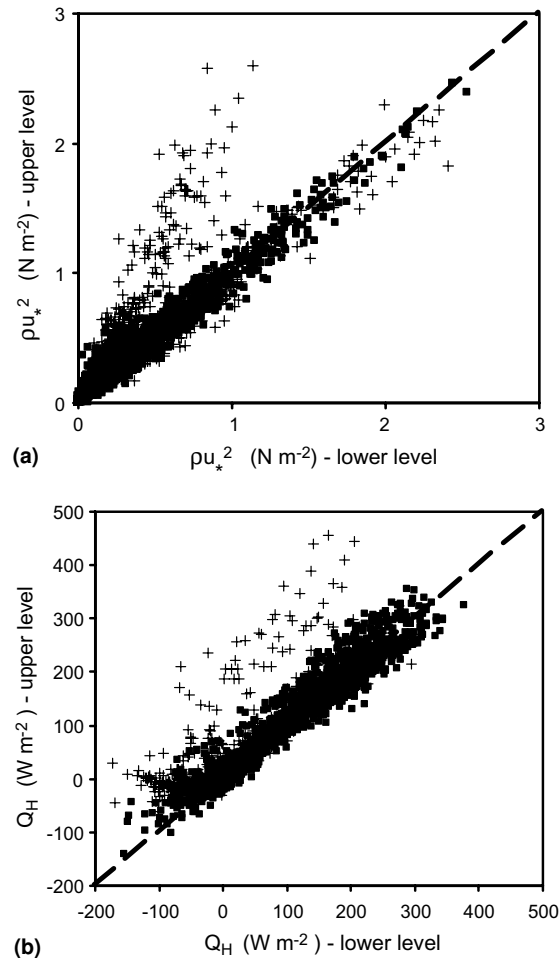 3
2
1
0
ρu*² (N m-2) - upper level
0 1 2 3
(a)
ρu*² (N m-2) - lower level
500
400
300
200
100
0
-100
-200
QH (W m-2) - upper level
-200 -100 0 100 200 300 400 500
(b)
QH (W m-2) - lower level